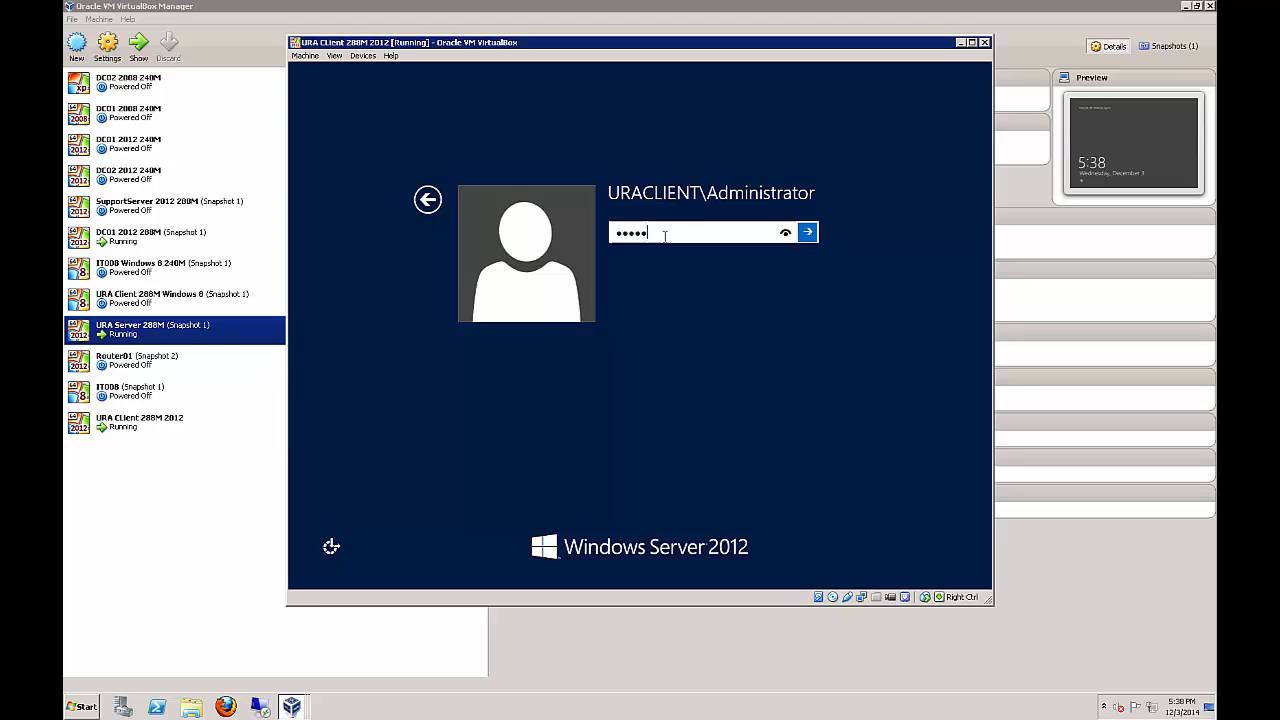 Oracle VM VirtualBox Manager
File Machine Help
New Settings Show Discard
Details Snapshots (1)
DC02 2008 240M
Powered Off
DC01 2008 240M
Powered Off
DC01 2012 240M
Powered Off
DC02 2012 240M
Powered Off
SupportServer 2012 288M (Snapshot 1)
Powered Off
DC01 2012 288M (Snapshot 1)
Running
IT008 Windows 8 240M (Snapshot 1)
Powered Off
URA Client 288M Windows 8 (Snapshot 1)
Powered Off
URA Server 288M (Snapshot 1)
Running
Router01 (Snapshot 2)
Powered Off
IT008 (Snapshot 1)
Powered Off
URA CLient 288M 2012
Running
URA CLient 288M 2012 [Running] - Oracle VM VirtualBox
Machine View Devices Help
URACLIENT\Administrator
Windows Server 2012
Right Ctrl
Preview
5:38
Wednesday, December 3
Start
5:38 PM
12/3/2014